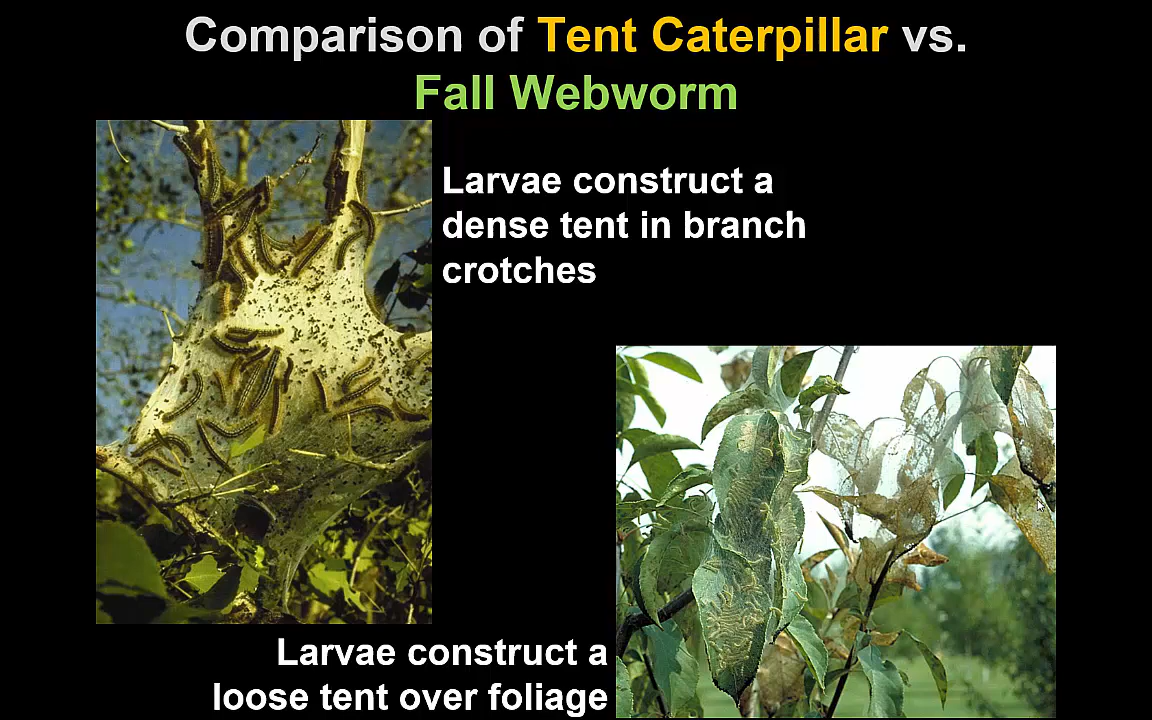 Comparison of Tent Caterpillar vs.
Fall Webworm
Larvae construct a
dense tent in branch
crotches
Larvae construct a
loose tent over foliage